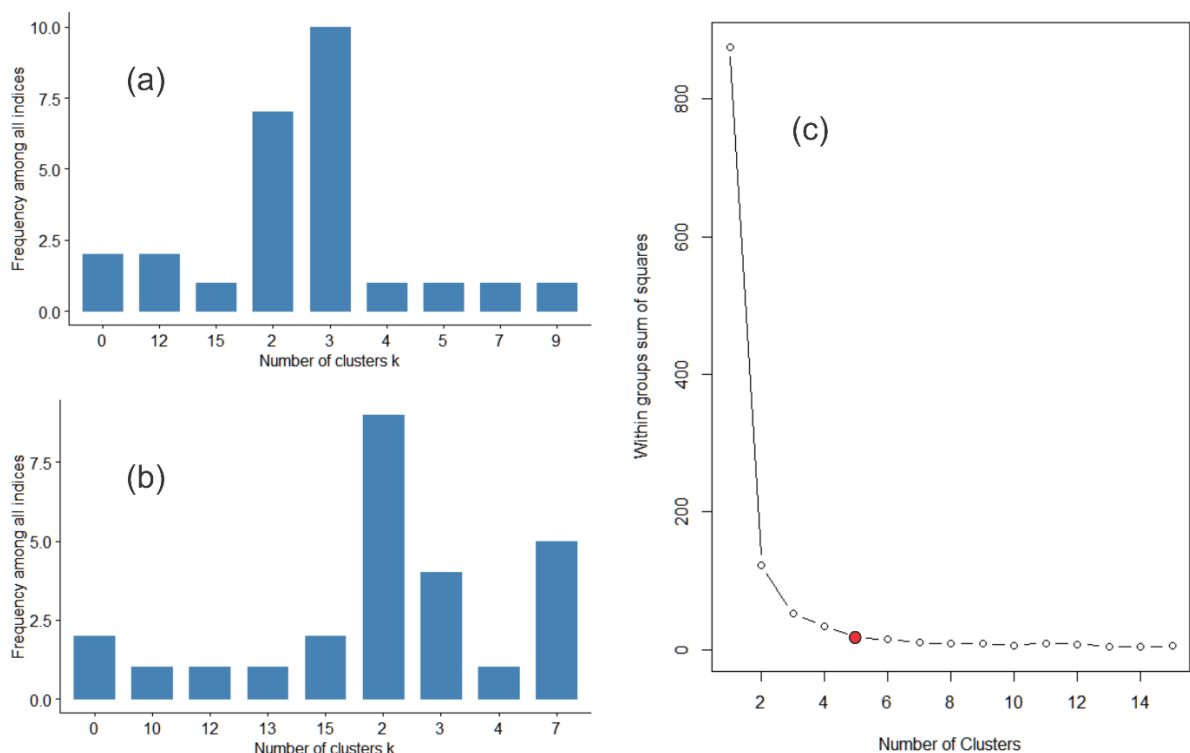 10.0
7.5
5.0
2.5
0.0
Frequency among all indices
(a)
0 12 15 2 3 4 5 7 9
Number of clusters k
7.5
5.0
2.5
0.0
Frequency among all indices
(b)
0 10 12 13 15 2 3 4 7
Number of clusters k
800
600
400
200
0
Within groups sum of squares
(c)
2 4 6 8 10 12 14
Number of Clusters